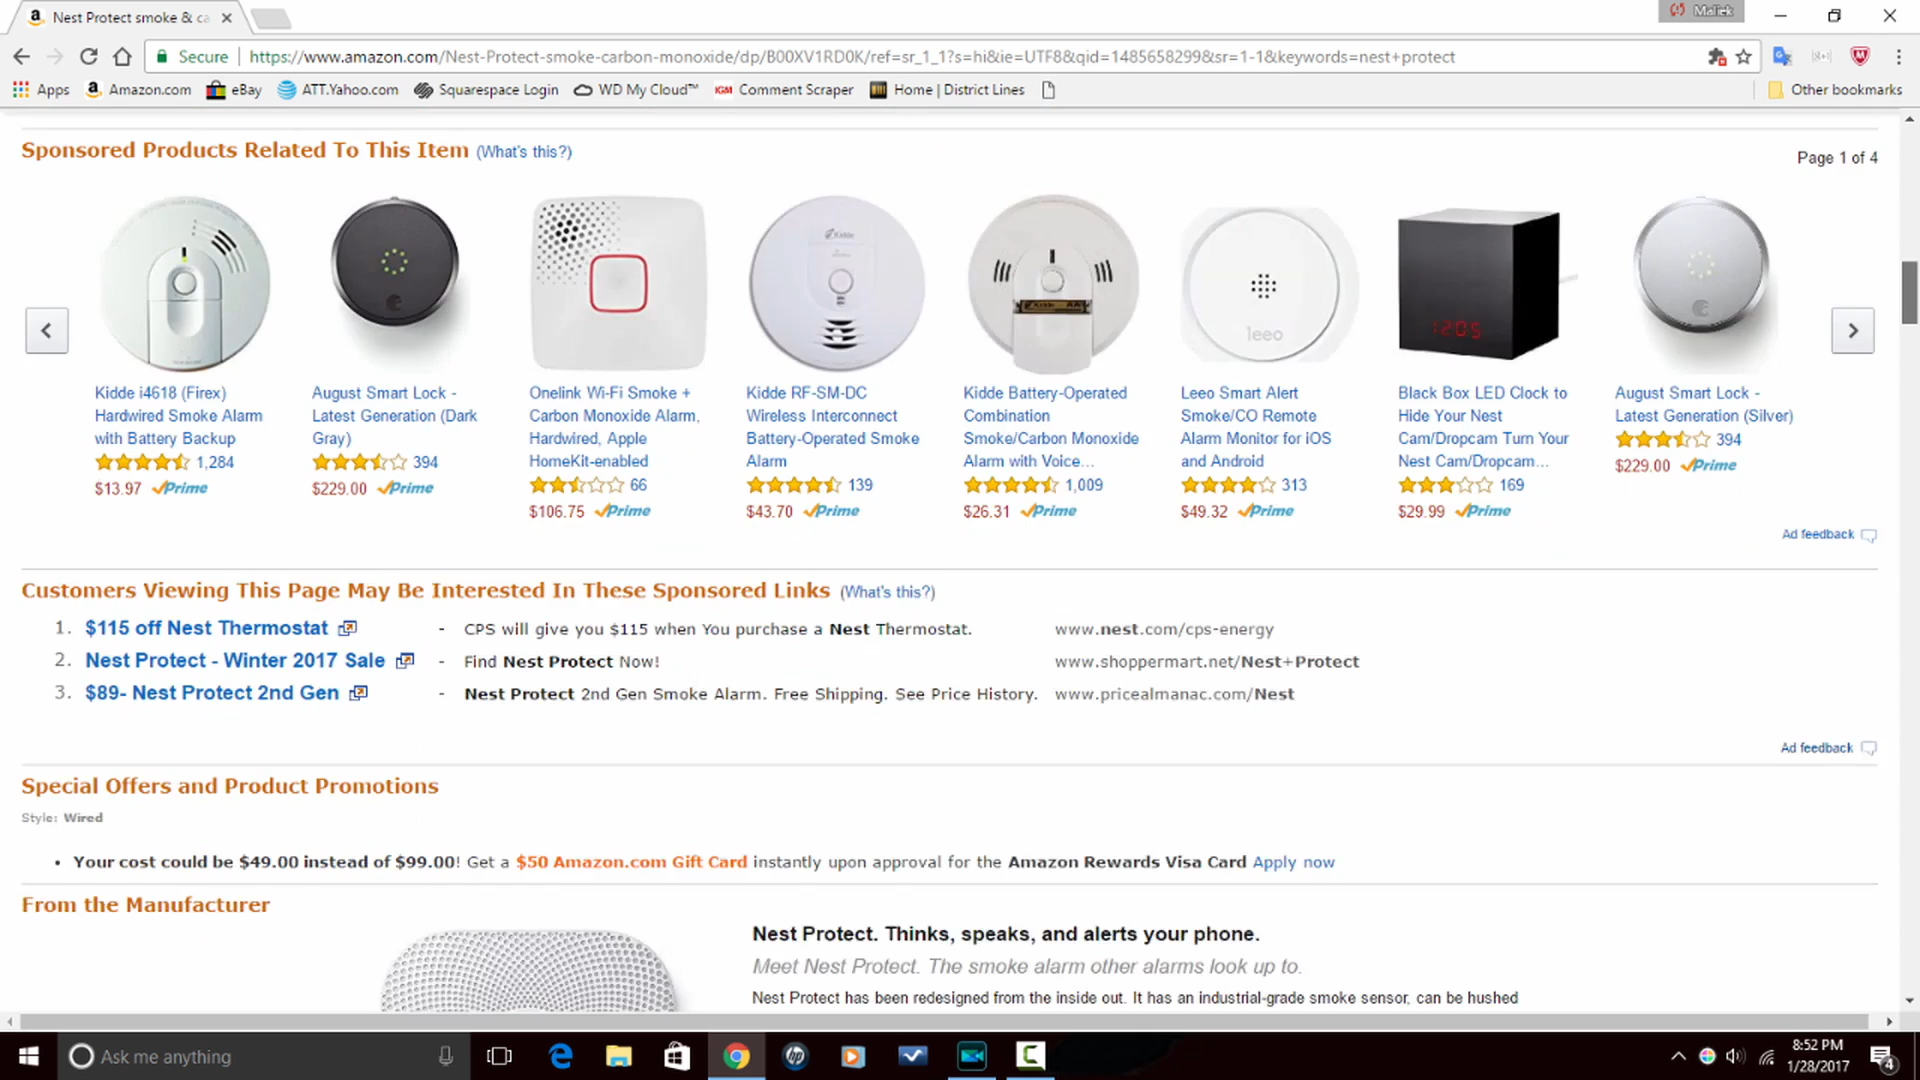 Nest Protect smoke & ca
Maliek
Secure
https://www.amazon.com/Nest-Protect-smoke-carbon-monoxide/dp/B00XV1RD0K/ref=sr_1_1?s=hi&ie=UTF8&qid=1485658299&sr=1-1&keywords=nest+protect
Apps Amazon.com eBay ATT.Yahoo.com Squarespace Login WD My Cloud™ KGM Comment Scraper Home | District Lines Other bookmarks
Sponsored Products Related To This Item (What's this?)
Page 1 of 4
Kidde
leeo
1205
Kidde i4618 (Firex)
Hardwired Smoke Alarm
with Battery Backup
1,284
$13.97 Prime
August Smart Lock -
Latest Generation (Dark
Gray)
394
$229.00 Prime
Onelink Wi-Fi Smoke +
Carbon Monoxide Alarm,
Hardwired, Apple
HomeKit-enabled
66
$106.75 Prime
Kidde RF-SM-DC
Wireless Interconnect
Battery-Operated Smoke
Alarm
139
$43.70 Prime
Kidde Battery-Operated
Combination
Smoke/Carbon Monoxide
Alarm with Voice...
1,009
$26.31 Prime
Leeo Smart Alert
Smoke/CO Remote
Alarm Monitor for iOS
and Android
313
$49.32 Prime
Black Box LED Clock to
Hide Your Nest
Cam/Dropcam Turn Your
Nest Cam/Dropcam...
169
$29.99 Prime
August Smart Lock -
Latest Generation (Silver)
394
$229.00 Prime
Ad feedback
Customers Viewing This Page May Be Interested In These Sponsored Links (What's this?)
1. $115 off Nest Thermostat - CPS will give you $115 when You purchase a Nest Thermostat. www.nest.com/cps-energy
2. Nest Protect - Winter 2017 Sale - Find Nest Protect Now! www.shoppermart.net/Nest+Protect
3. $89- Nest Protect 2nd Gen - Nest Protect 2nd Gen Smoke Alarm. Free Shipping. See Price History. www.pricealmanac.com/Nest
Ad feedback
Special Offers and Product Promotions
Style: Wired
• Your cost could be $49.00 instead of $99.00! Get a $50 Amazon.com Gift Card instantly upon approval for the Amazon Rewards Visa Card Apply now
From the Manufacturer
Nest Protect. Thinks, speaks, and alerts your phone.
Meet Nest Protect. The smoke alarm other alarms look up to.
Nest Protect has been redesigned from the inside out. It has an industrial-grade smoke sensor, can be hushed
Ask me anything
8:52 PM
1/28/2017
4